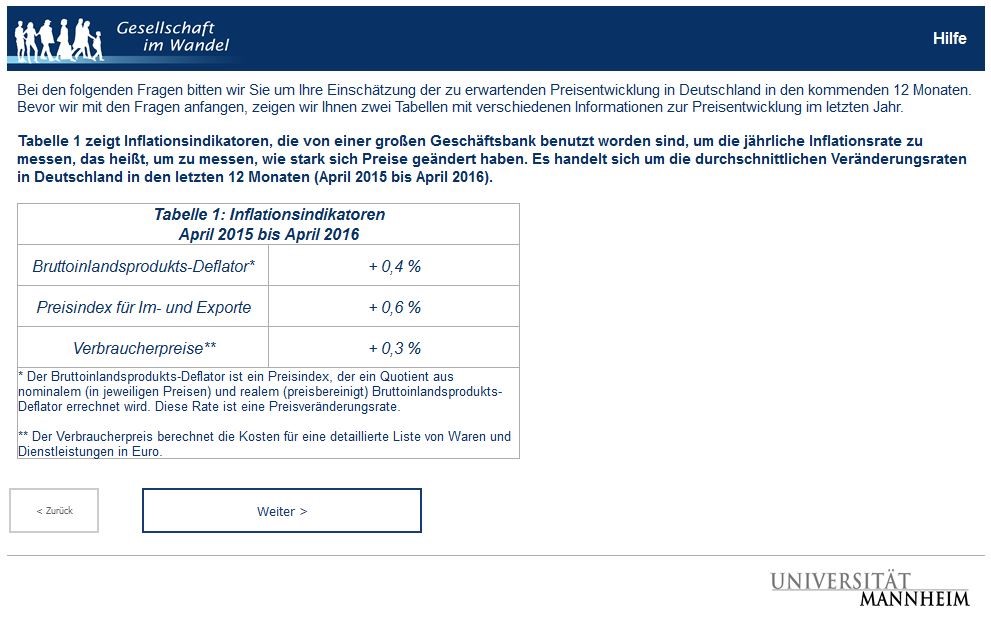 Gesellschaft
im Wandel
Hilfe
Bei den folgenden Fragen bitten wir Sie um Ihre Einschätzung der zu erwartenden Preisentwicklung in Deutschland in den kommenden 12 Monaten.
Bevor wir mit den Fragen anfangen, zeigen wir Ihnen zwei Tabellen mit verschiedenen Informationen zur Preisentwicklung im letzten Jahr.
Tabelle 1 zeigt Inflationsindikatoren, die von einer großen Geschäftsbank benutzt worden sind, um die jährliche Inflationsrate zu
messen, das heißt, um zu messen, wie stark sich Preise geändert haben. Es handelt sich um die durchschnittlichen Veränderungsraten
in Deutschland in den letzten 12 Monaten (April 2015 bis April 2016).
Tabelle 1: Inflationsindikatoren
April 2015 bis April 2016
Bruttoinlandsprodukts-Deflator* + 0,4 %
Preisindex für Im- und Exporte + 0,6 %
Verbraucherpreise** + 0,3 %
* Der Bruttoinlandsprodukts-Deflator ist ein Preisindex, der ein Quotient aus
nominalem (in jeweiligen Preisen) und realem (preisbereinigt) Bruttoinlandsprodukts-
Deflator errechnet wird. Diese Rate ist eine Preisveränderungsrate.
** Der Verbraucherpreis berechnet die Kosten für eine detaillierte Liste von Waren und
Dienstleistungen in Euro.
< Zurück
Weiter >
UNIVERSITÄT
MANNHEIM